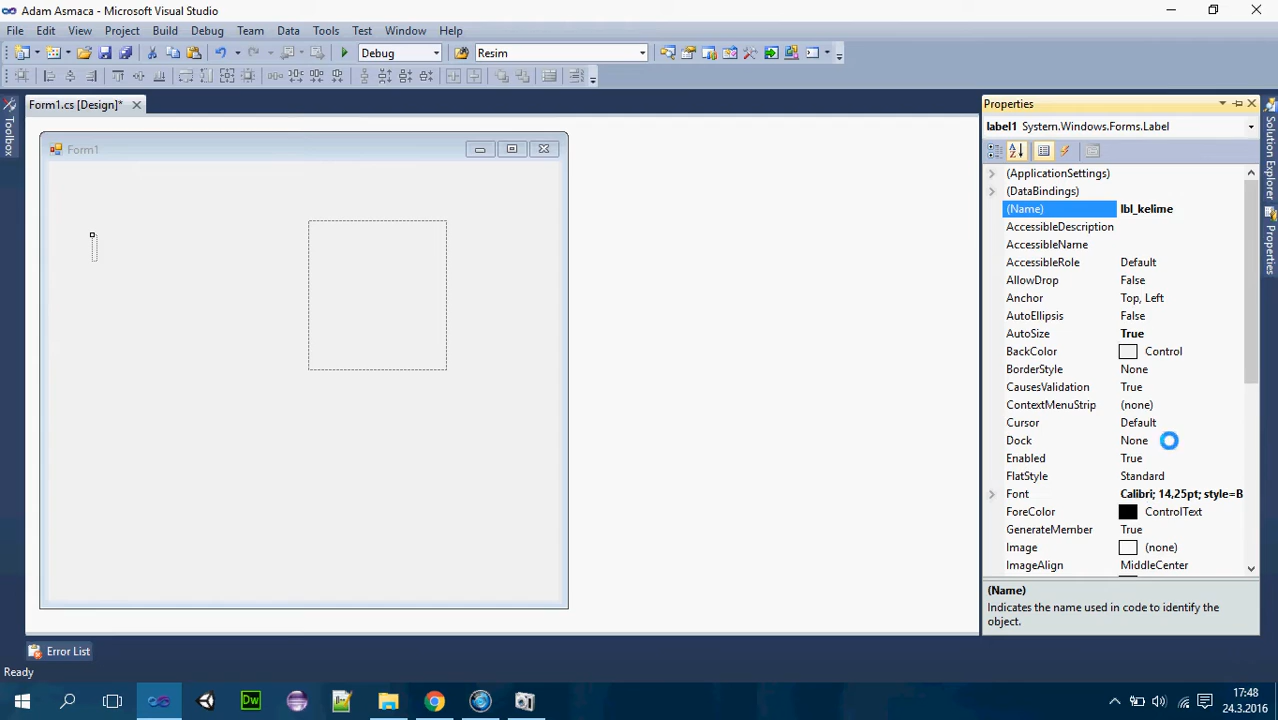 Adam Asmaca - Microsoft Visual Studio
File Edit View Project Build Debug Team Data Tools Test Window Help
Debug Resim
Form1.cs [Design]*
Toolbox
Form1
Properties
label1 System.Windows.Forms.Label
(ApplicationSettings)
(DataBindings)
(Name) lbl_kelime
AccessibleDescription
AccessibleName
AccessibleRole Default
AllowDrop False
Anchor Top, Left
AutoEllipsis False
AutoSize True
BackColor Control
BorderStyle None
CausesValidation True
ContextMenuStrip (none)
Cursor Default
Dock None
Enabled True
FlatStyle Standard
Font Calibri; 14,25pt; style=B
ForeColor ControlText
GenerateMember True
Image (none)
ImageAlign MiddleCenter
(Name)
Indicates the name used in code to identify the
object.
Solution Explorer
Properties
Error List
Ready
Dw
17:48
24.3.2016